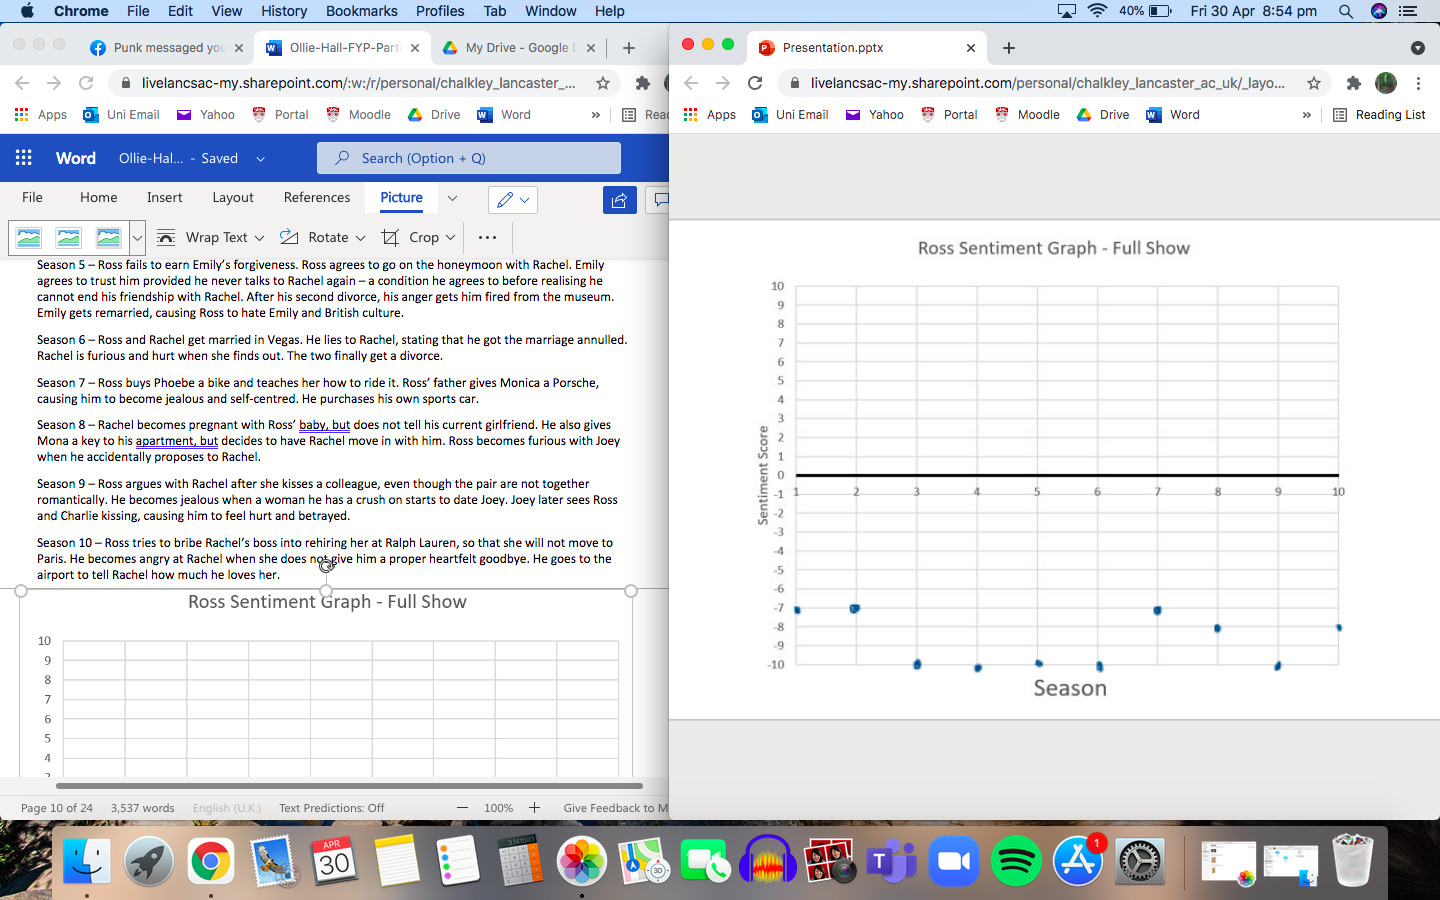 Chrome File Edit View History Bookmarks Profiles Tab Window Help 40% Fri 30 Apr 8:54 pm
Punk messaged you Ollie-Hall-FYP-Part My Drive - Google D
livelancsac-my.sharepoint.com/:w:/r/personal/chalkley_lancaster_...
Apps Uni Email Yahoo Portal Moodle Drive Word » Read
Word Ollie-Hal... - Saved Search (Option + Q)
File Home Insert Layout References Picture
Wrap Text Rotate Crop ...
Season 5 – Ross fails to earn Emily's forgiveness. Ross agrees to go on the honeymoon with Rachel. Emily
agrees to trust him provided he never talks to Rachel again – a condition he agrees to before realising he
cannot end his friendship with Rachel. After his second divorce, his anger gets him fired from the museum.
Emily gets remarried, causing Ross to hate Emily and British culture.
Season 6 – Ross and Rachel get married in Vegas. He lies to Rachel, stating that he got the marriage annulled.
Rachel is furious and hurt when she finds out. The two finally get a divorce.
Season 7 – Ross buys Phoebe a bike and teaches her how to ride it. Ross' father gives Monica a Porsche,
causing him to become jealous and self-centred. He purchases his own sports car.
Season 8 – Rachel becomes pregnant with Ross' baby, but does not tell his current girlfriend. He also gives
Mona a key to his apartment, but decides to have Rachel move in with him. Ross becomes furious with Joey
when he accidentally proposes to Rachel.
Season 9 – Ross argues with Rachel after she kisses a colleague, even though the pair are not together
romantically. He becomes jealous when a woman he has a crush on starts to date Joey. Joey later sees Ross
and Charlie kissing, causing him to feel hurt and betrayed.
Season 10 – Ross tries to bribe Rachel's boss into rehiring her at Ralph Lauren, so that she will not move to
Paris. He becomes angry at Rachel when she does not give him a proper heartfelt goodbye. He goes to the
airport to tell Rachel how much he loves her.
Ross Sentiment Graph - Full Show
10
9
8
7
6
5
4
Page 10 of 24 3,537 words English (U.K.) Text Predictions: Off 100% Give Feedback to M
Presentation.pptx
livelancsac-my.sharepoint.com/personal/chalkley_lancaster_ac_uk/_layo...
Apps Uni Email Yahoo Portal Moodle Drive Word » Reading List
Ross Sentiment Graph - Full Show
Sentiment Score
10
9
8
7
6
5
4
3
2
1
0
-1
-2
-3
-4
-5
-6
-7
-8
-9
-10
1 2 3 4 5 6 7 8 9 10
Season
APR
30
3D
1